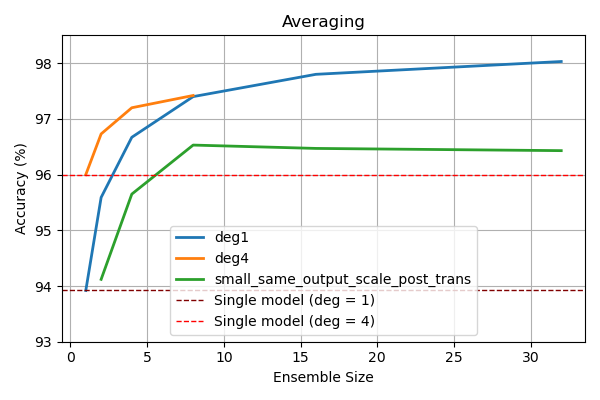 Averaging
98
97
96
95
94
93
Accuracy (%)
deg1
deg4
small_same_output_scale_post_trans
Single model (deg = 1)
Single model (deg = 4)
0
5
10
15
20
25
30
Ensemble Size